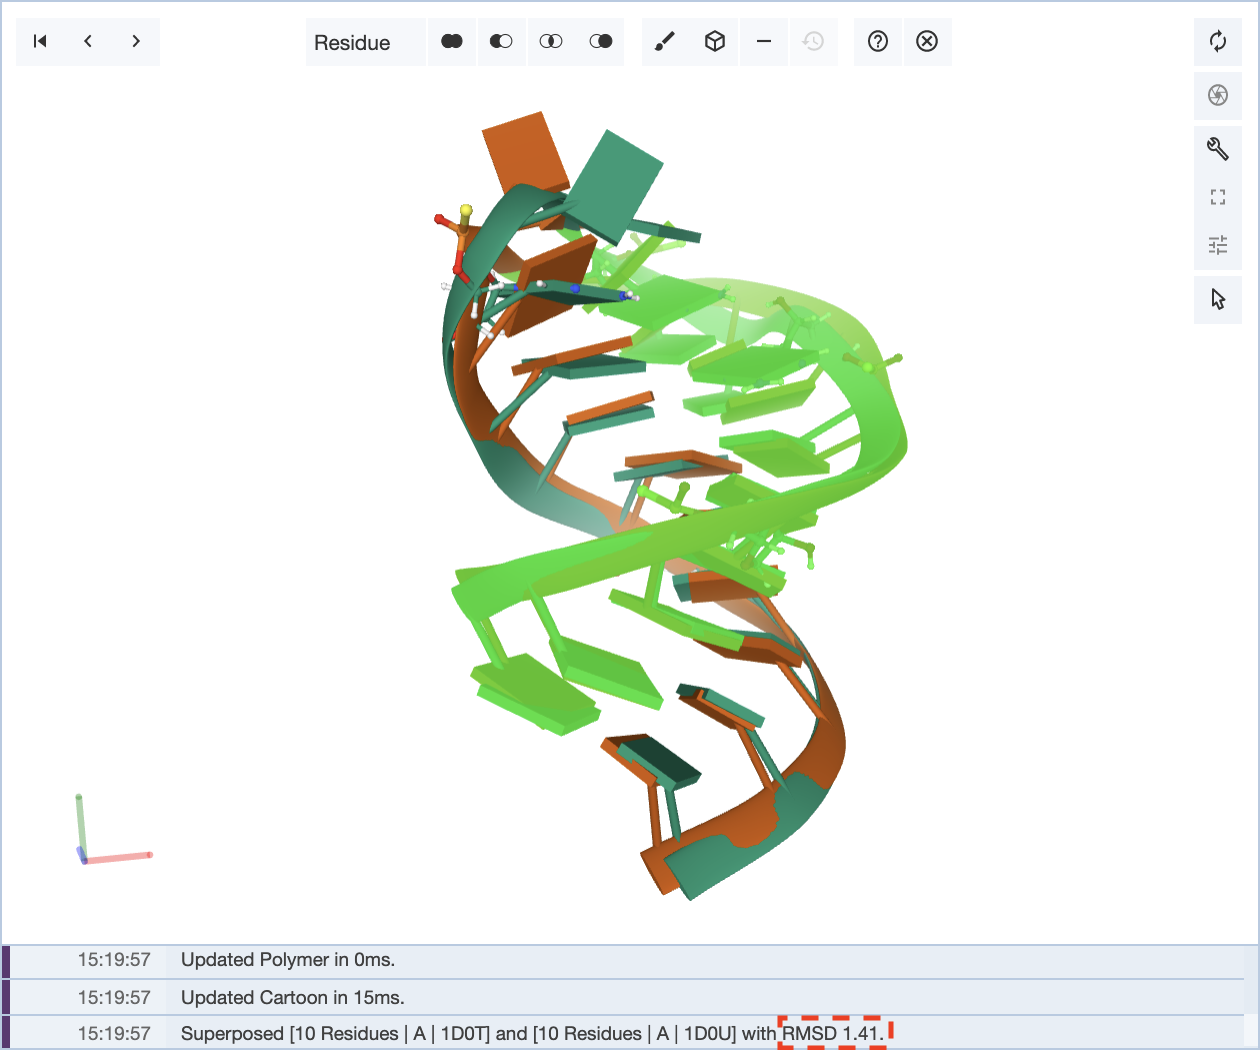 Residue
15:19:57 Updated Polymer in 0ms.
15:19:57 Updated Cartoon in 15ms.
15:19:57 Superposed [10 Residues | A | 1D0T] and [10 Residues | A | 1D0U] with RMSD 1.41.